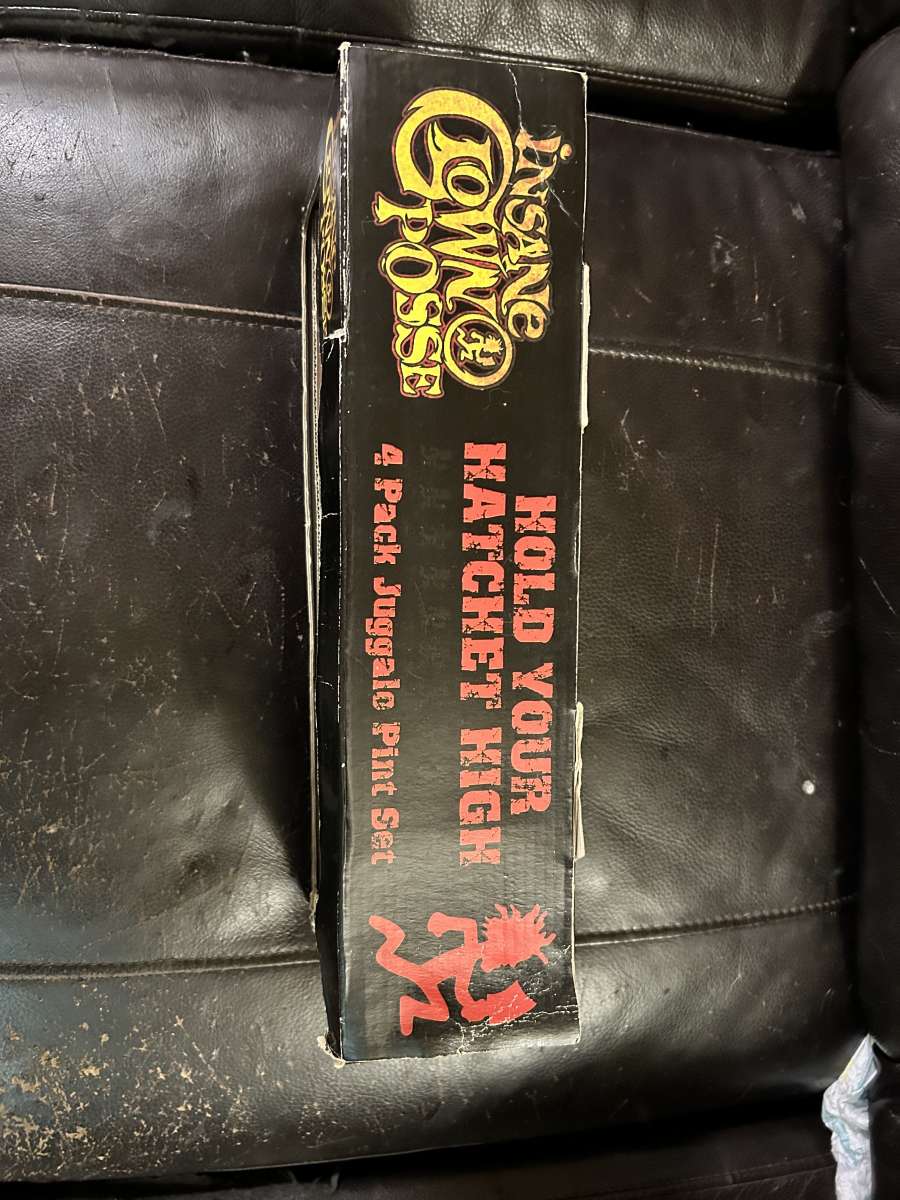 iNSANe
CLOWN
POSSE
HOLD YOUR
HATCHET HIGH
4 Pack Juggalo Pint Set